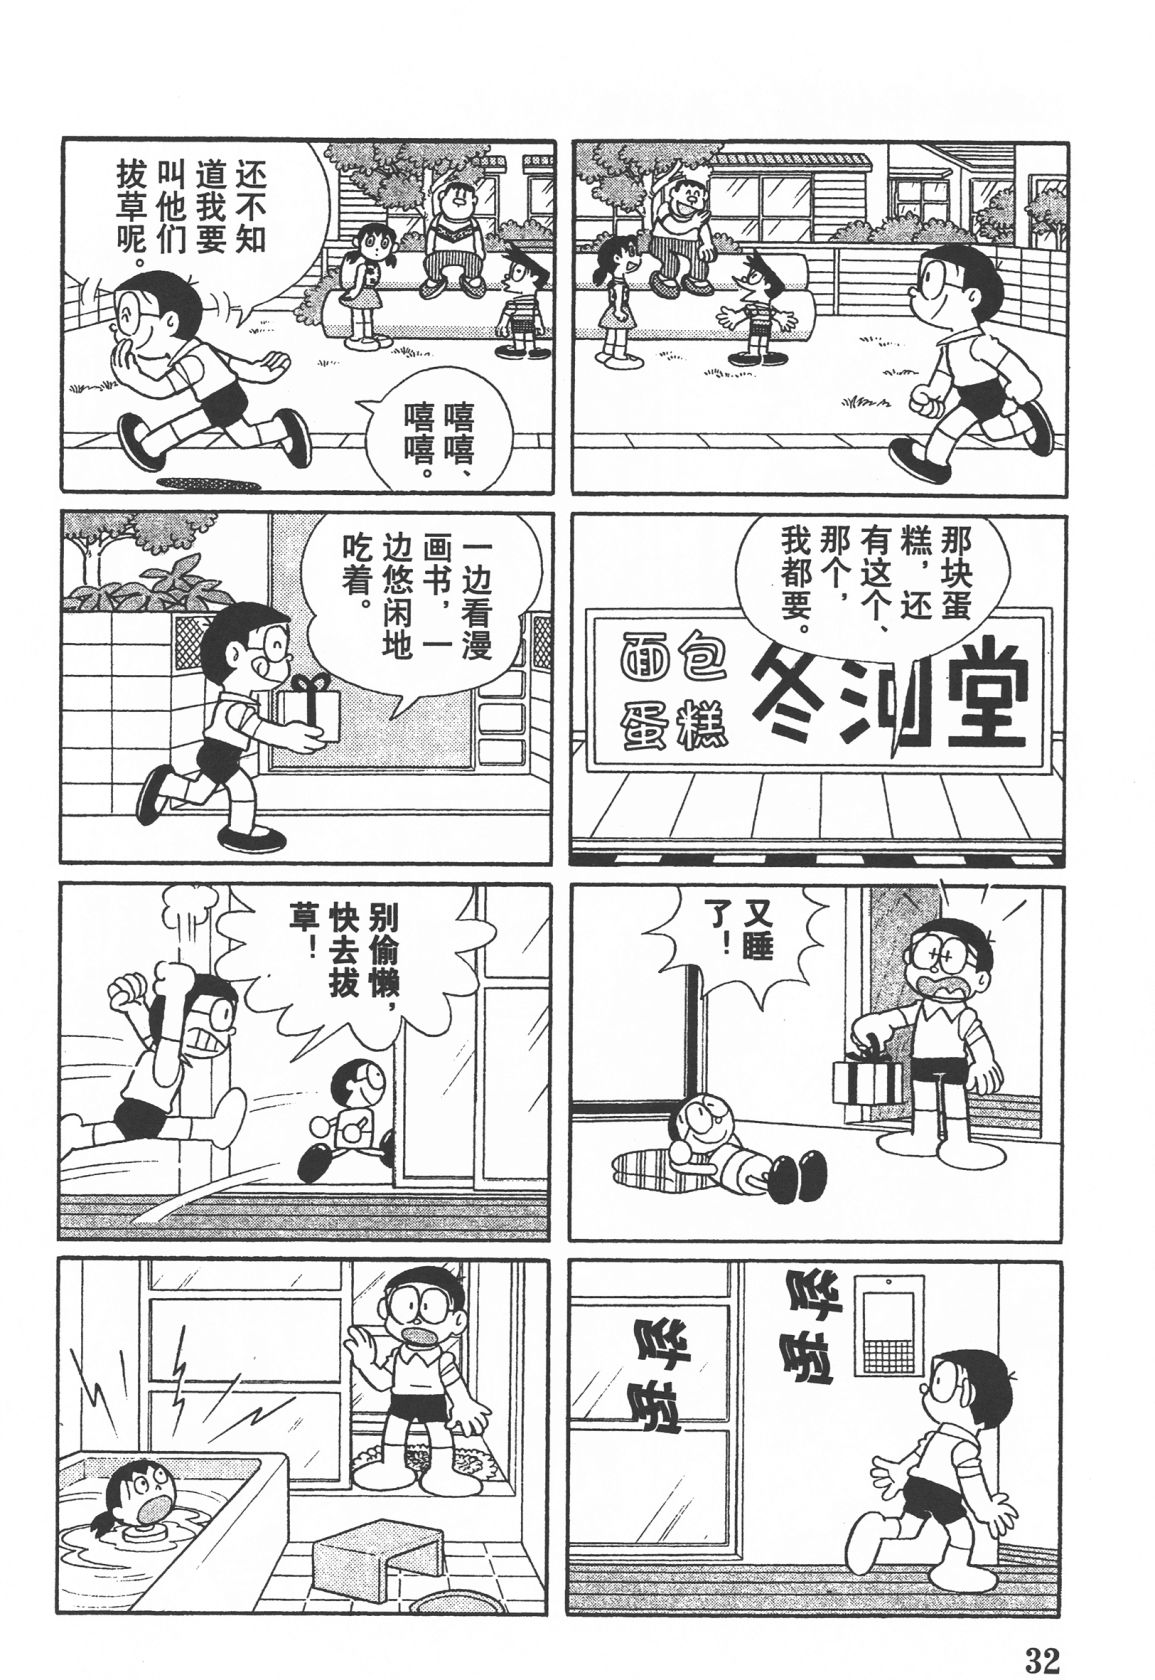 还不知
道我要
叫他们
拔草呢。
嘻嘻、
嘻嘻。
那块蛋
糕，还
有这个、
那个，
我都要。
面包
蛋糕
冬河堂
一边看漫
画书，一
边悠闲地
吃着。
又睡
了！
别偷懒，
快去拔
草！
32